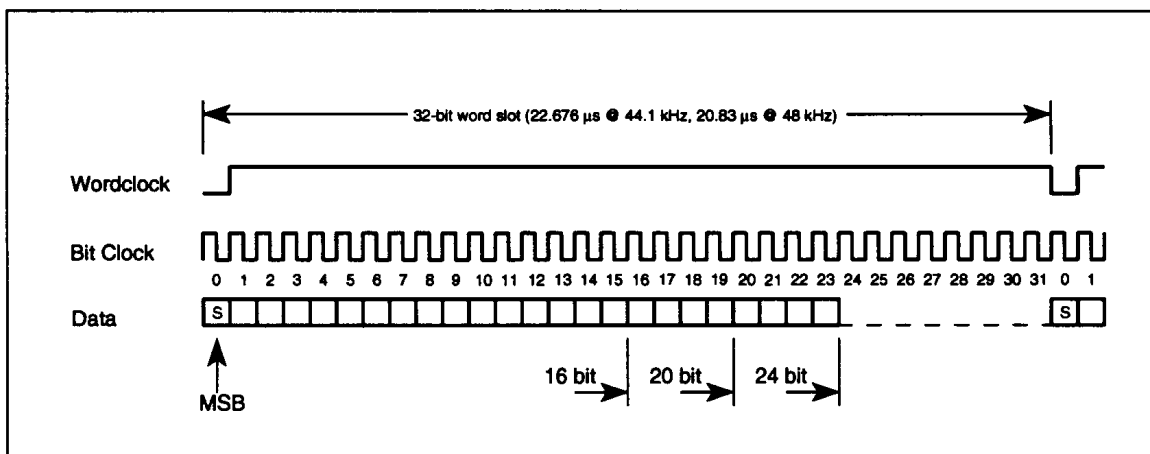 32-bit word slot (22.676 μs @ 44.1 kHz, 20.83 μs @ 48 kHz)
Wordclock
Bit Clock
0 1 2 3 4 5 6 7 8 9 10 11 12 13 14 15 16 17 18 19 20 21 22 23 24 25 26 27 28 29 30 31 0 1
Data S S
16 bit 20 bit 24 bit
MSB